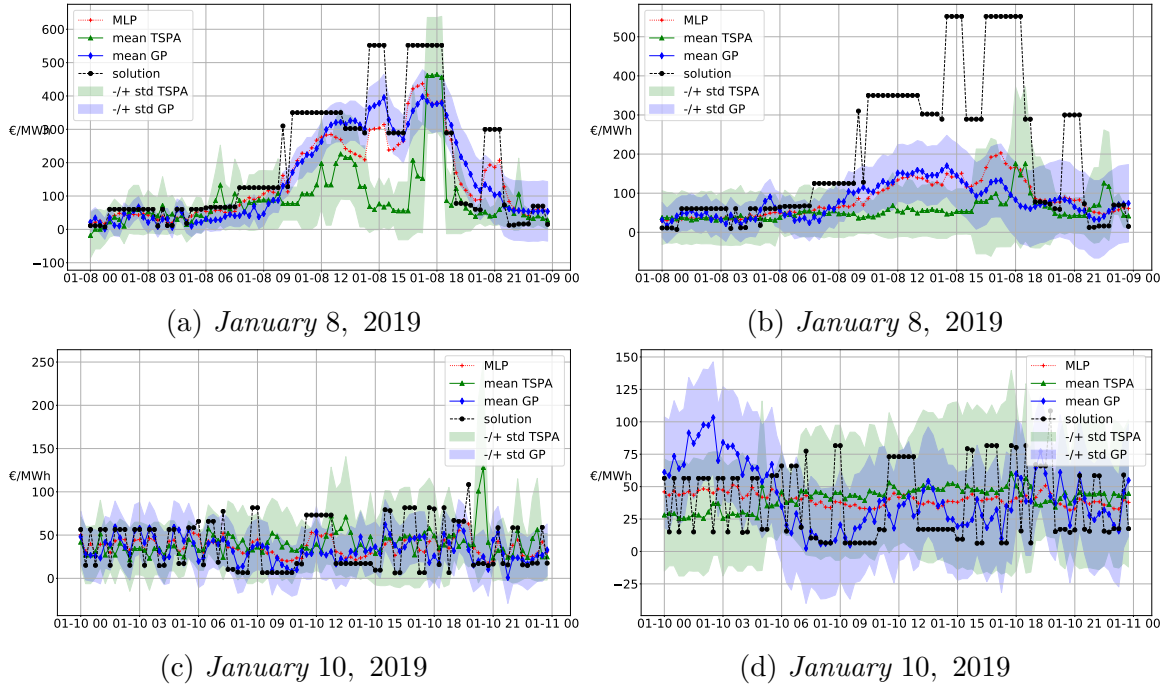 600
500
400
€/MWh
300
200
100
0
−100
MLP
mean TSPA
mean GP
solution
-/+ std TSPA
-/+ std GP
01-08 00 01-08 03 01-08 06 01-08 09 01-08 12 01-08 15 01-08 18 01-08 21 01-09 00
(a) January 8, 2019
500
400
€/MWh
300
200
100
0
MLP
mean TSPA
mean GP
solution
-/+ std TSPA
-/+ std GP
01-08 00 01-08 03 01-08 06 01-08 09 01-08 12 01-08 15 01-08 18 01-08 21 01-09 00
(b) January 8, 2019
250
200
150
€/MWh
100
50
0
MLP
mean TSPA
mean GP
solution
-/+ std TSPA
-/+ std GP
01-10 00 01-10 03 01-10 06 01-10 09 01-10 12 01-10 15 01-10 18 01-10 21 01-11 00
(c) January 10, 2019
150
125
100
75
€/MWh
50
25
0
−25
MLP
mean TSPA
mean GP
solution
-/+ std TSPA
-/+ std GP
01-10 00 01-10 03 01-10 06 01-10 09 01-10 12 01-10 15 01-10 18 01-10 21 01-11 00
(d) January 10, 2019